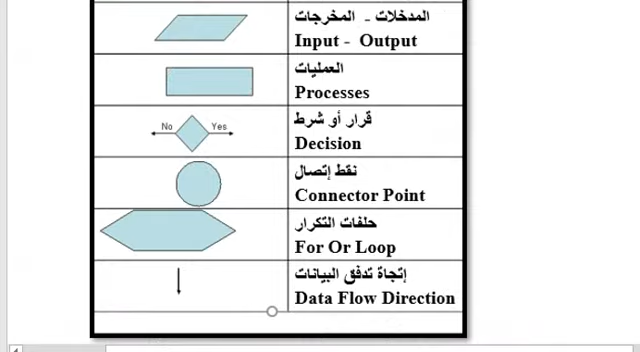 المدخلات - المخرجات
Input - Output
العمليات
Processes
قرار أو شرط
Decision
No
Yes
نقط إتصال
Connector Point
حلقات التكرار
For Or Loop
إتجاة تدفق البيانات
Data Flow Direction